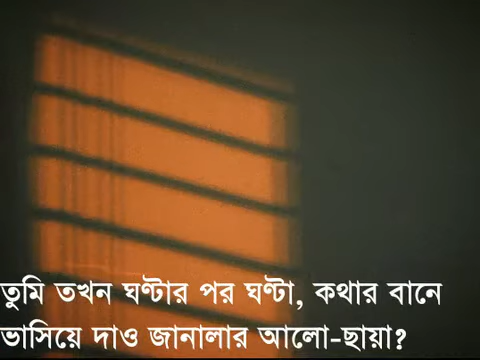 তুমি তখন ঘণ্টার পর ঘণ্টা, কথার বানে
ভাসিয়ে দাও জানালার আলো-ছায়া?